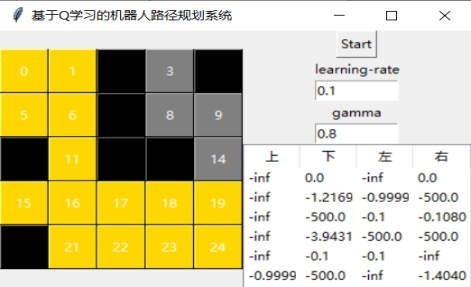 基于Q学习的机器人路径规划系统
Start
learning-rate
0.1
gamma
0.8
0 1 3
5 6 8 9
11 14
15 16 17 18 19
21 22 23 24
上 下 左 右
-inf 0.0 -inf 0.0
-inf -1.2169 -0.9999 -500.0
-inf -500.0 -0.1 -0.1080
-inf -3.9431 -500.0 -500.0
-inf -0.1 -0.1 -inf
-0.9999 -500.0 -inf -1.4040